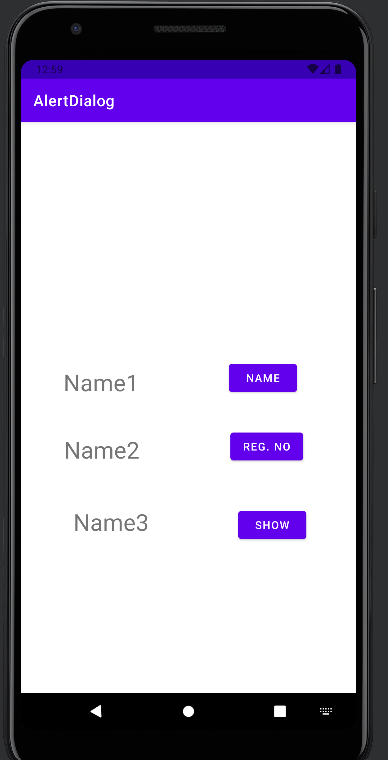 12:59
AlertDialog
Name1
NAME
Name2
REG. NO
Name3
SHOW